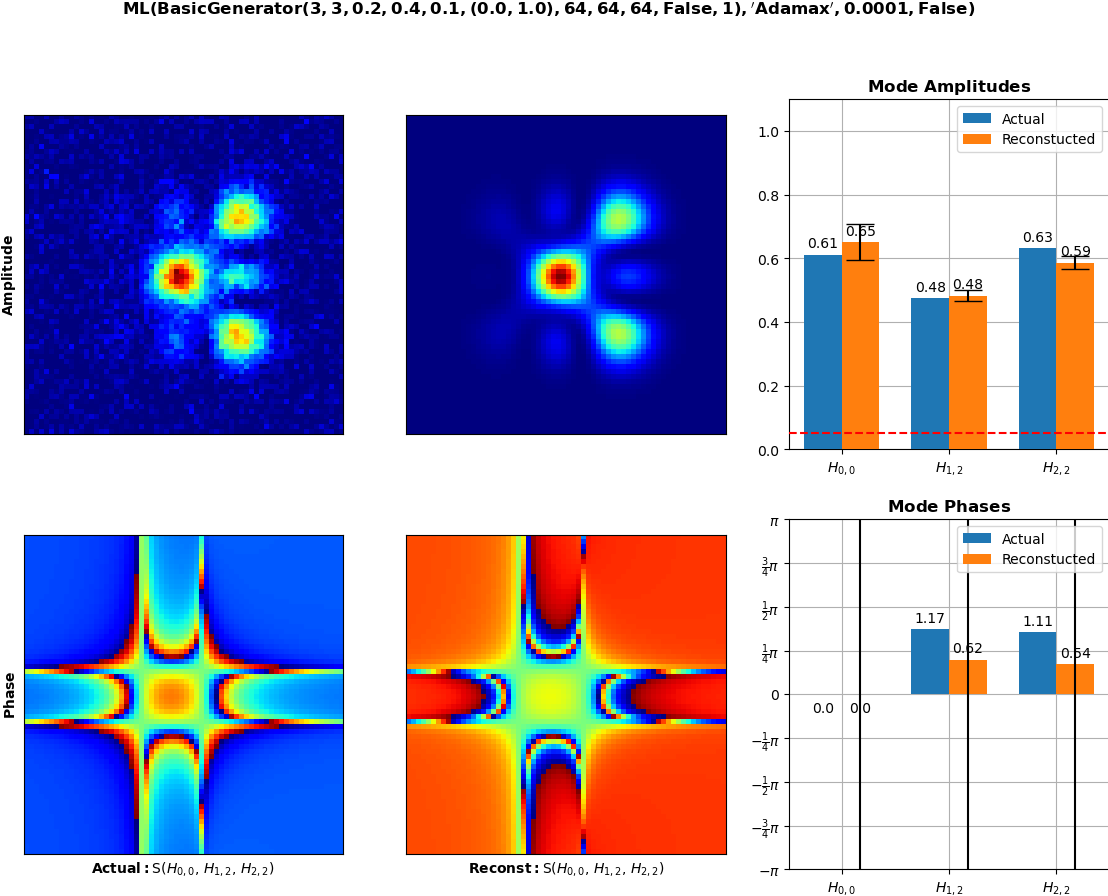 ML(BasicGenerator(3, 3, 0.2, 0.4, 0.1, (0.0, 1.0), 64, 64, 64, False, 1), ′Adamax′, 0.0001, False)
Mode Amplitudes
Actual
Reconstucted
1.0
0.8
0.6
0.4
0.2
0.0
0.61
0.65
0.48
0.48
0.63
0.59
H0,0
H1,2
H2,2
Amplitude
Mode Phases
Actual
Reconstucted
π
3/4π
1/2π
1/4π
0
−1/4π
−1/2π
−3/4π
−π
0.0
0.0
1.17
0.62
1.11
0.54
H0,0
H1,2
H2,2
Phase
Actual: S(H0,0, H1,2, H2,2)
Reconst: S(H0,0, H1,2, H2,2)